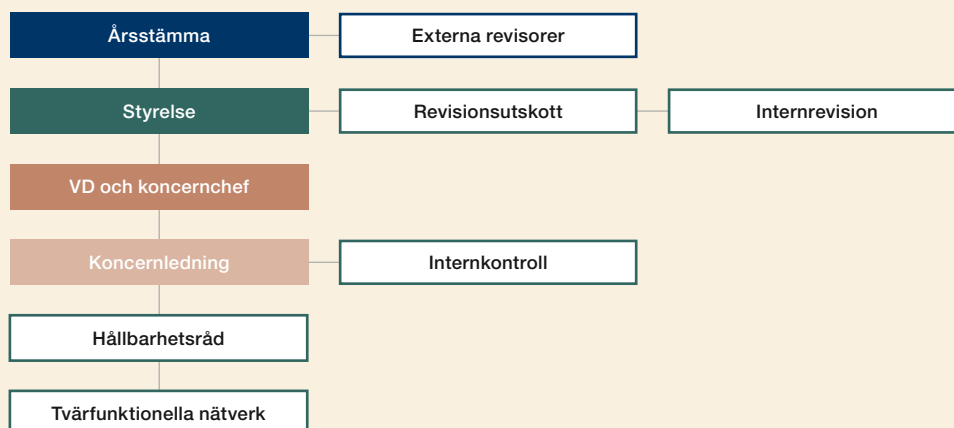 Årsstämma
Externa revisorer
Styrelse
Revisionsutskott
Internrevision
VD och koncernchef
Koncernledning
Internkontroll
Hållbarhetsråd
Tvärfunktionella nätverk